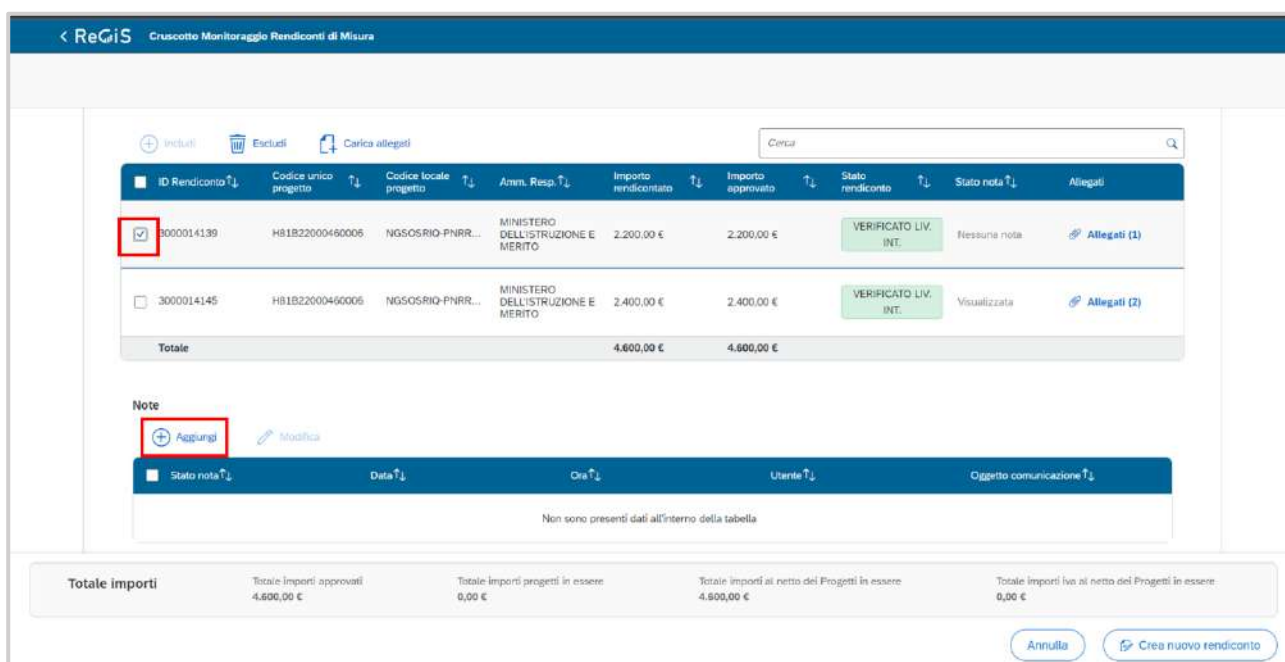 < ReGiS Cruscotto Monitoraggio Rendiconti di Misura
Includi Escludi Carica allegati Cerca
ID Rendiconto Codice unico progetto Codice locale progetto Amm. Resp. Importo rendicontato Importo approvato Stato rendiconto Stato nota Allegati
3000014139 H81B22000460006 NGSOSRIQ-PNRR... MINISTERO DELL'ISTRUZIONE E MERITO 2.200,00 € 2.200,00 € VERIFICATO LIV. INT. Nessuna nota Allegati (1)
3000014145 H81B22000460006 NGSOSRIQ-PNRR... MINISTERO DELL'ISTRUZIONE E MERITO 2.400,00 € 2.400,00 € VERIFICATO LIV. INT. Visualizzata Allegati (2)
Totale 4.600,00 € 4.600,00 €
Note
Aggiungi Modifica
Stato nota Data Ora Utente Oggetto comunicazione
Non sono presenti dati all'interno della tabella
Totale importi Totale importi approvati Totale importi progetti in essere Totale importi al netto dei Progetti in essere Totale importi iva al netto dei Progetti in essere
4.600,00 € 0,00 € 4.600,00 € 0,00 €
Annulla Crea nuovo rendiconto